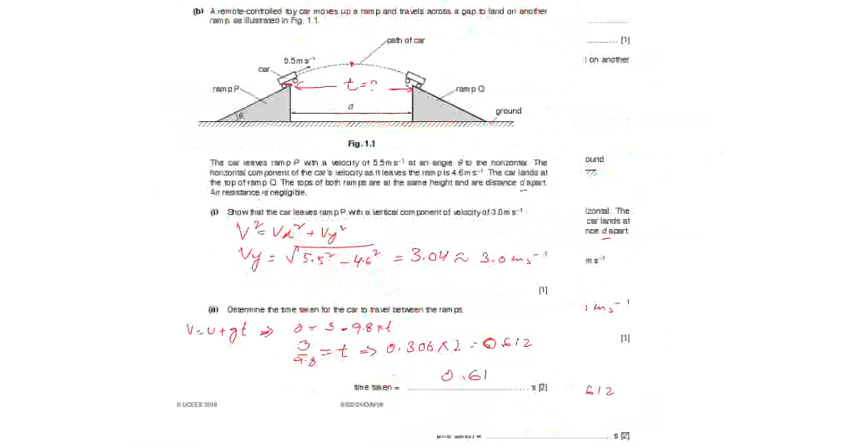 (b) A remote-controlled toy car moves up a ramp and travels across a gap to land on another
ramp, as illustrated in Fig. 1.1.
[1]
on another
path of car
5.5 m s⁻¹
car
ramp P
t = ?
ramp Q
d
ground
θ
Fig. 1.1
The car leaves ramp P with a velocity of 5.5 m s⁻¹ at an angle θ to the horizontal. The
horizontal component of the car's velocity as it leaves the ramp is 4.6 m s⁻¹. The car lands at
the top of ramp Q. The tops of both ramps are at the same height and are distance d apart.
Air resistance is negligible.
ound
izontal. The
car lands at
nce d apart.
(i) Show that the car leaves ramp P with a vertical component of velocity of 3.0 m s⁻¹.
V² = Vx² + Vy²
Vy = √5.5² – 4.6² = 3.04 ≈ 3.0 ms⁻¹
m s⁻¹
[1]
(ii) Determine the time taken for the car to travel between the ramps.
ms⁻¹
V = u + gt ⇒ 0 = 3 - 9.8 × t
[1]
3/9.8 = t ⇒ 0.306 × 2 = 0.612
0.61
time taken = .................... s [2]
612
© UCLES 2016
.................... s [2]